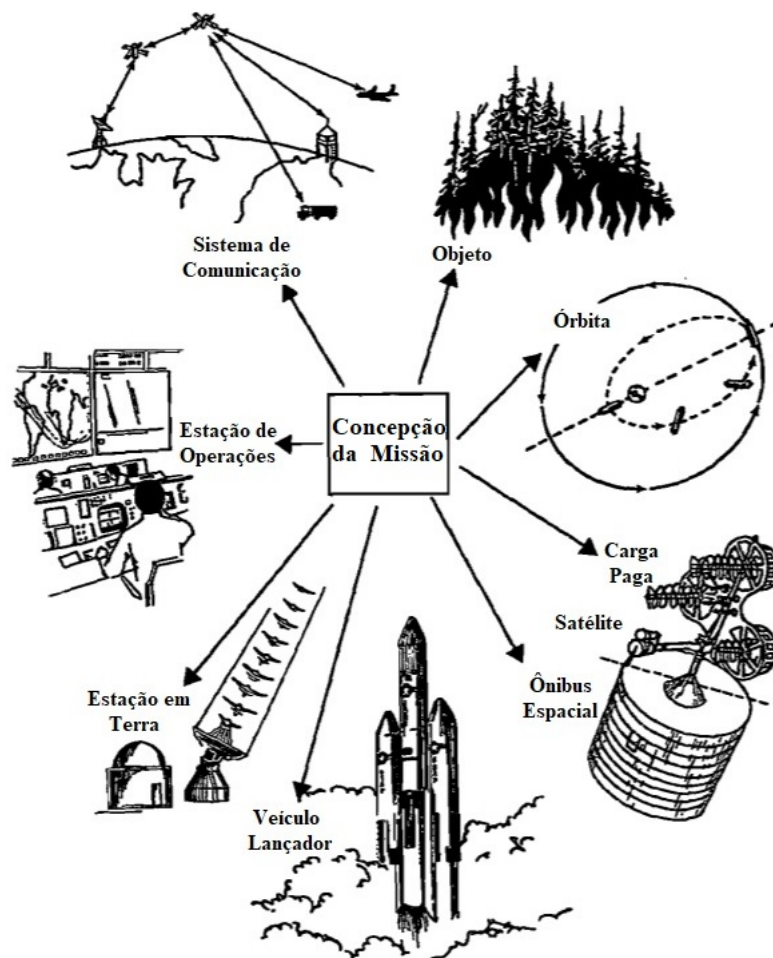 Sistema de
Comunicação
Objeto
Órbita
Estação de
Operações
Concepção
da Missão
Carga
Paga
Satélite
Ônibus
Espacial
Estação em
Terra
Veículo
Lançador